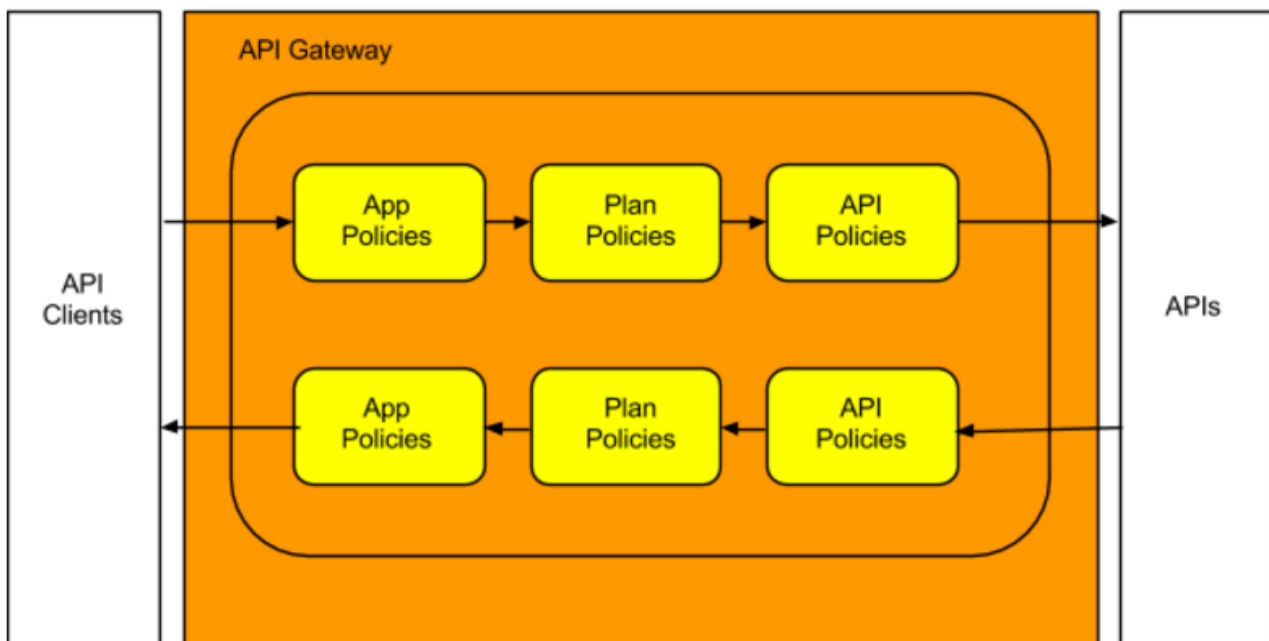 API Gateway
App
Policies
Plan
Policies
API
Policies
API
Clients
APIs
App
Policies
Plan
Policies
API
Policies